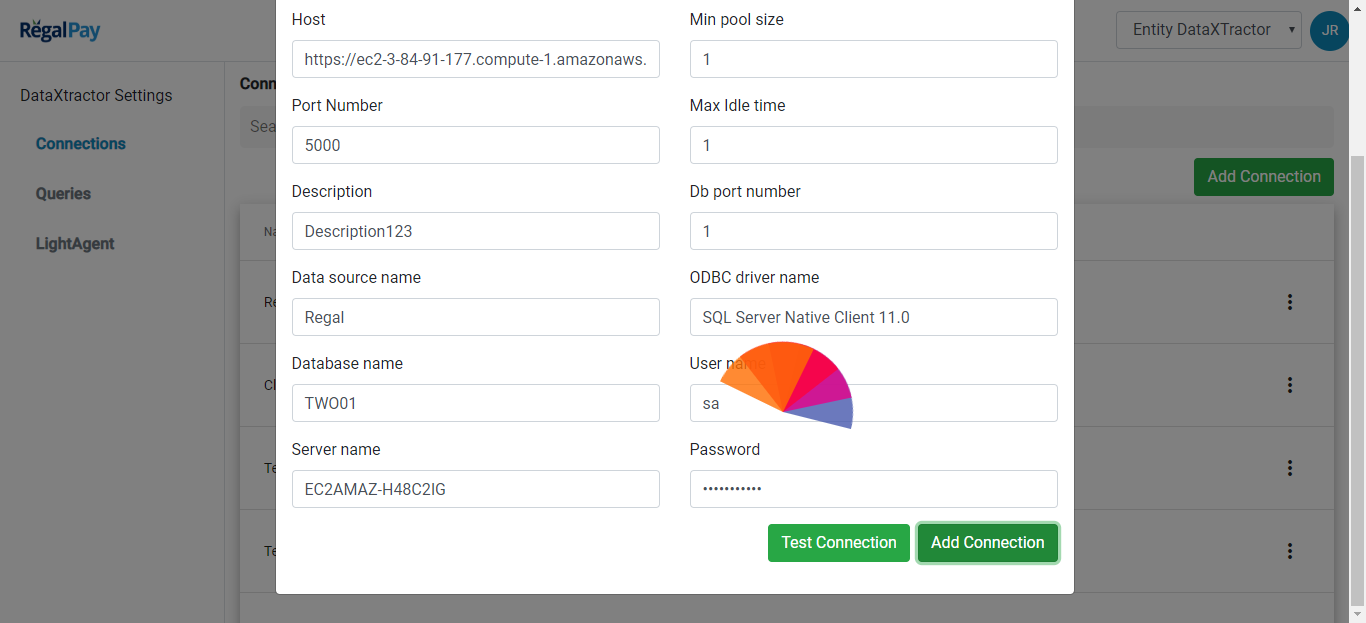 RegalPay
Entity DataXTractor
JR
DataXtractor Settings
Connections
Queries
LightAgent
Conn
Sea
Add Connection
Na
Re
Cl
Te
Te
Host
https://ec2-3-84-91-177.compute-1.amazonaws.
Port Number
5000
Description
Description123
Data source name
Regal
Database name
TWO01
Server name
EC2AMAZ-H48C2IG
Min pool size
1
Max Idle time
1
Db port number
1
ODBC driver name
SQL Server Native Client 11.0
User name
sa
Password
•••••••••••
Test Connection
Add Connection